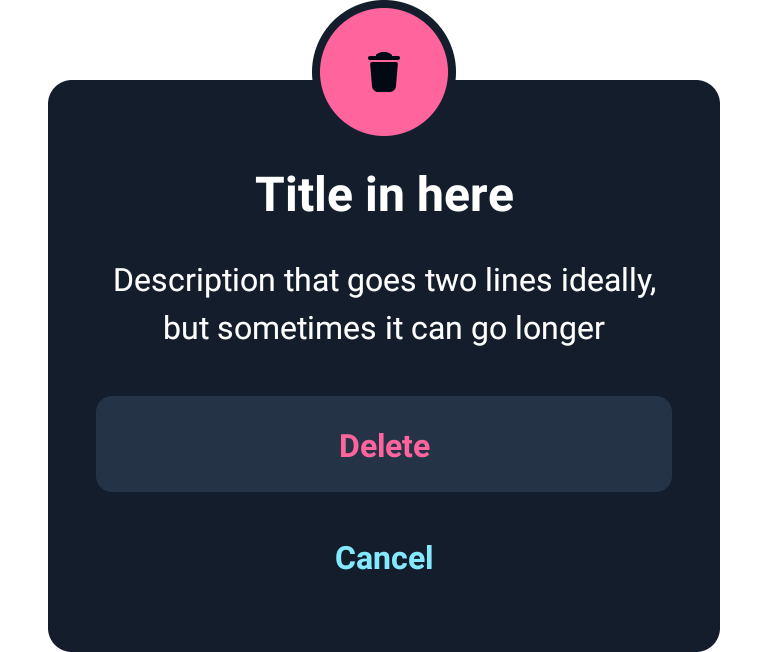 Title in here
Description that goes two lines ideally,
but sometimes it can go longer
Delete
Cancel